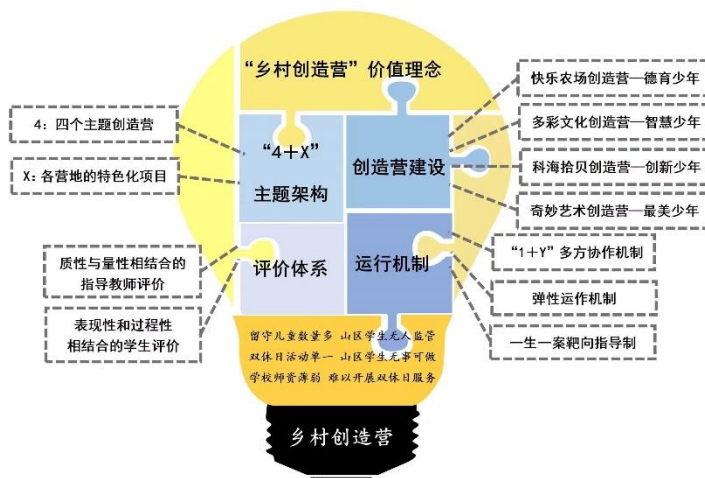 “乡村创造营”价值理念
4：四个主题创造营
X：各营地的特色化项目
“4＋X”
主题架构
创造营建设
快乐农场创造营—德育少年
多彩文化创造营—智慧少年
科海拾贝创造营—创新少年
奇妙艺术创造营—最美少年
质性与量性相结合的
指导教师评价
表现性和过程性
相结合的学生评价
评价体系
运行机制
“1＋Y”多方协作机制
弹性运作机制
一生一案靶向指导制
留守儿童数量多 山区学生无人监管
双休日活动单一 山区学生无事可做
学校师资薄弱 难以开展双休日服务
乡村创造营